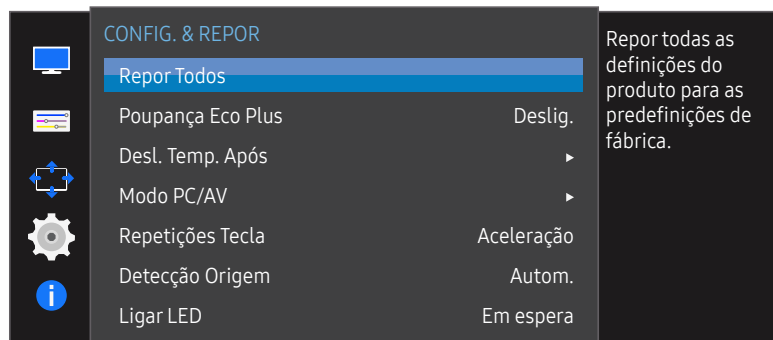 CONFIG. & REPOR
Repor Todos
Poupança Eco Plus Deslig.
Desl. Temp. Após
Modo PC/AV
Repetições Tecla Aceleração
Detecção Origem Autom.
Ligar LED Em espera
Repor todas as
definições do
produto para as
predefinições de
fábrica.